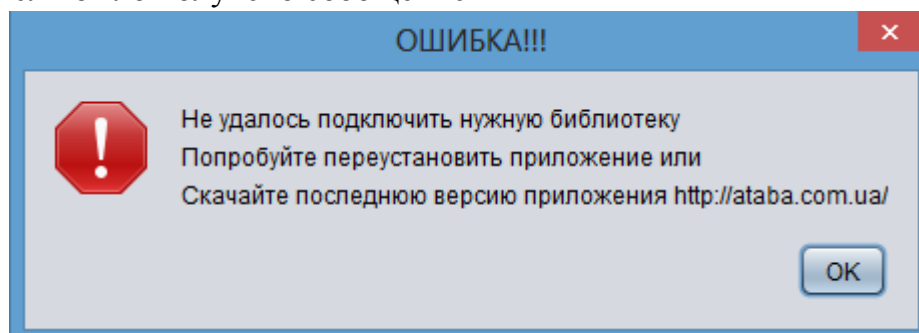 ОШИБКА!!!
Не удалось подключить нужную библиотеку
Попробуйте переустановить приложение или
Скачайте последнюю версию приложения http://ataba.com.ua/
OK